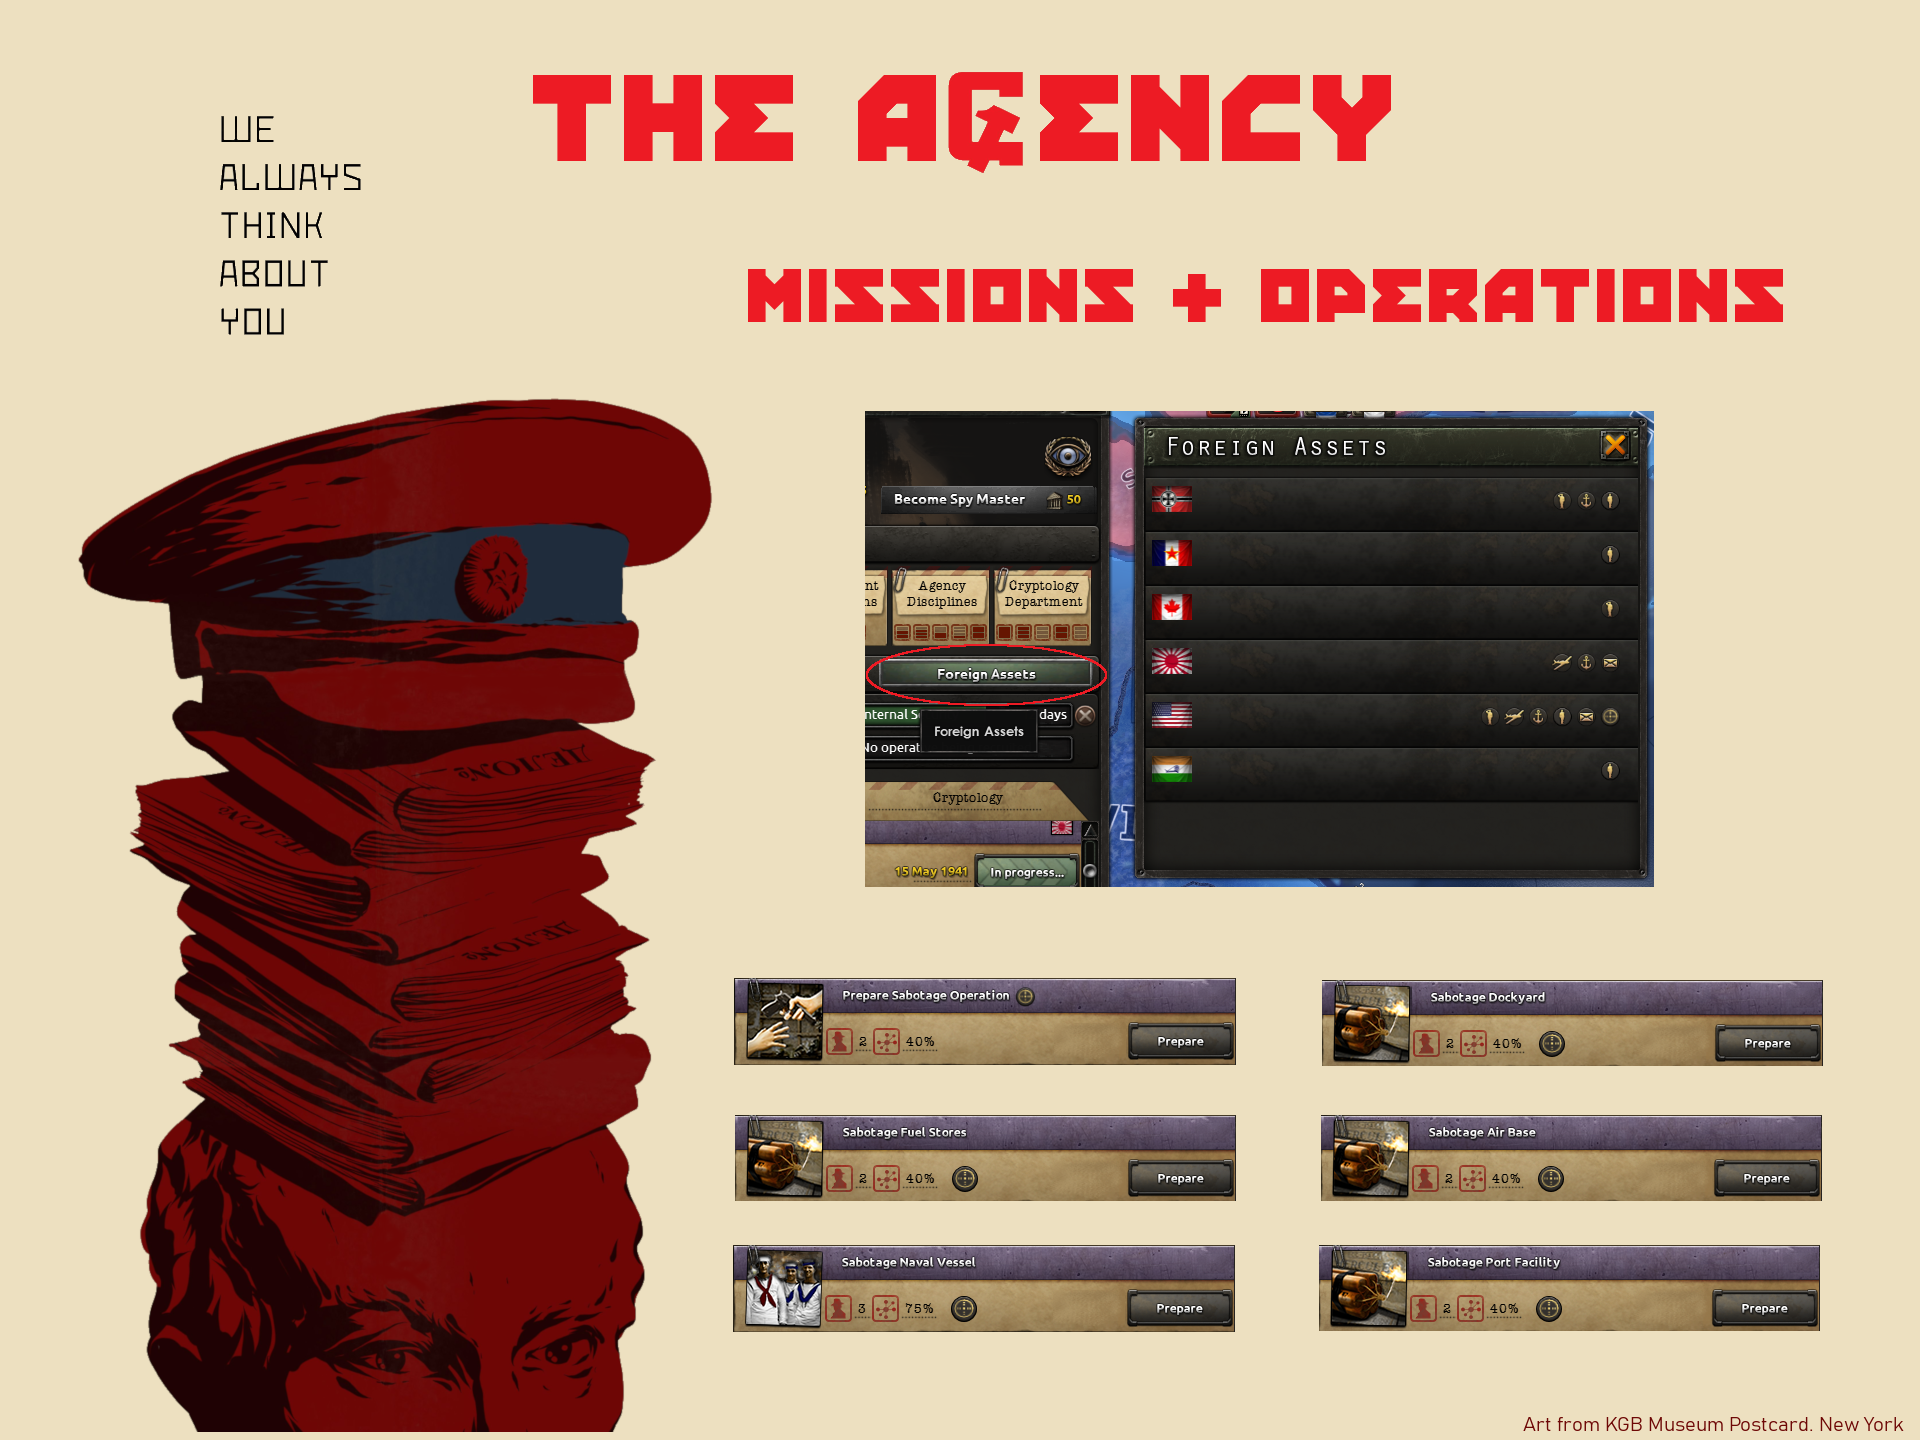 THE AGENCY
WE
ALWAYS
THINK
ABOUT
YOU
MISSIONS + OPERATIONS
Become Spy Master 50
Agency
Disciplines
Cryptology
Department
Foreign Assets
days
Foreign Assets
Cryptology
15 May 1941 In progress...
FOREIGN ASSETS
ДЕЛО№
ДЕЛО№
ДЕЛО№
Prepare Sabotage Operation
2 40% Prepare
Sabotage Dockyard
2 40% Prepare
Sabotage Fuel Stores
2 40% Prepare
Sabotage Air Base
2 40% Prepare
Sabotage Naval Vessel
3 75% Prepare
Sabotage Port Facility
2 40% Prepare
Art from KGB Museum Postcard. New York